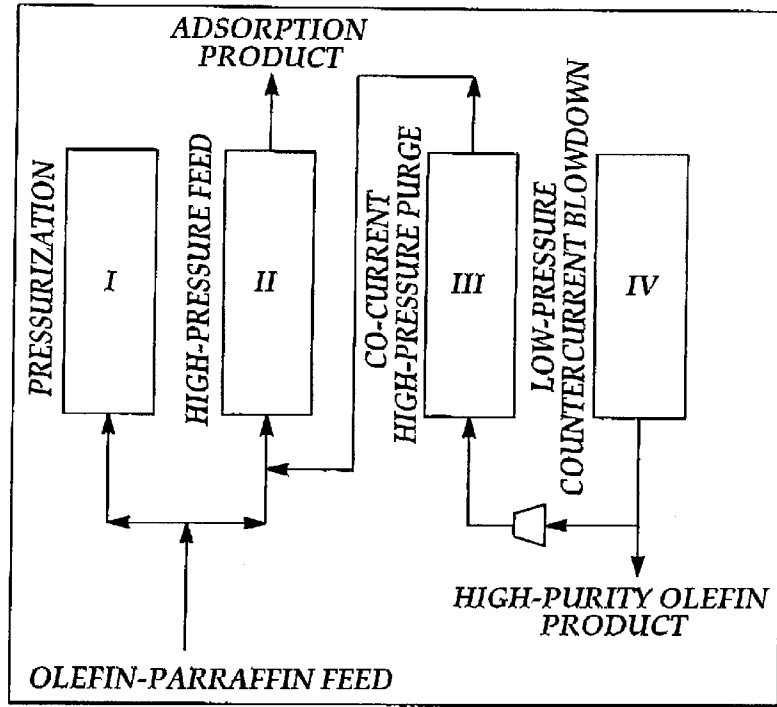 ADSORPTION
PRODUCT
PRESSURIZATION
I
HIGH-PRESSURE FEED
II
CO-CURRENT
HIGH-PRESSURE PURGE
III
LOW-PRESSURE
COUNTERCURRENT BLOWDOWN
IV
HIGH-PURITY OLEFIN
PRODUCT
OLEFIN-PARRAFFIN FEED